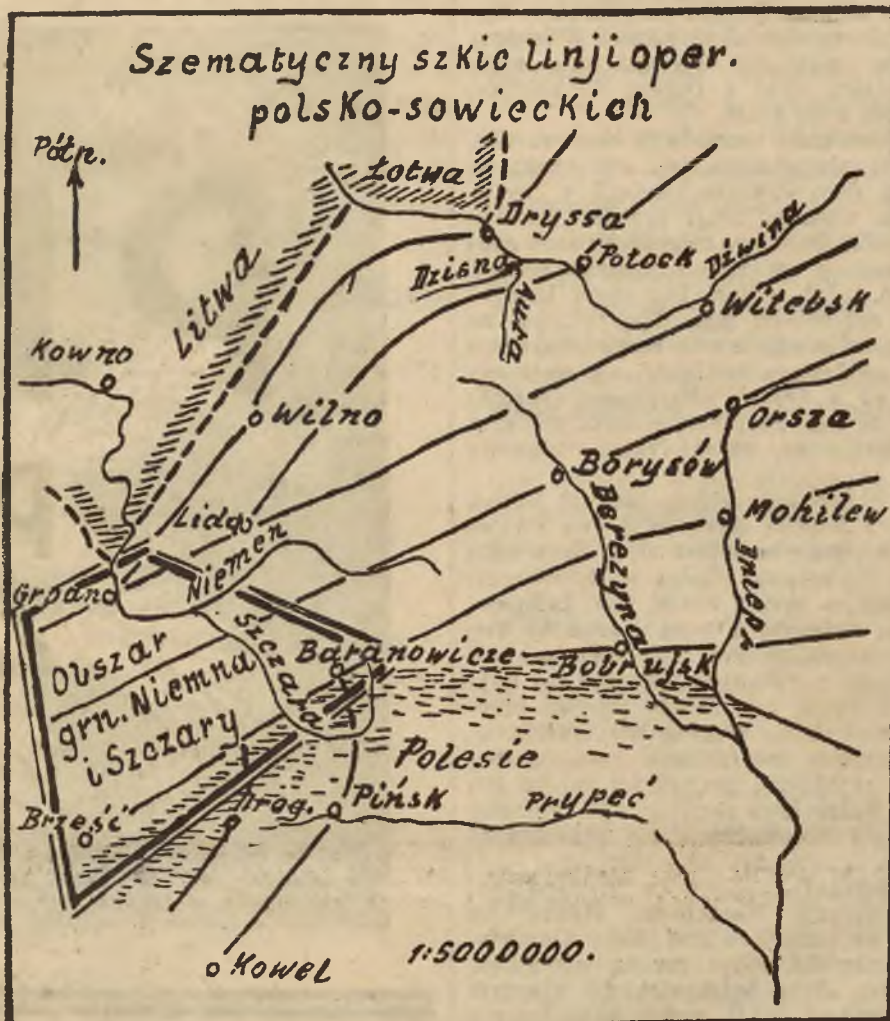 Szematyczny szkic linji oper.
polsko-sowieckich
Półn.
Łotwa
Dryssa
Dzisna
Połock
Dźwina
Aura
Witebsk
Litwa
Kowno
Wilno
Orsza
Borysów
Lida
Mohilew
Niemen
Berezyna
Dniepr
Grodno
Szczara
Baranowicze
Bobrujsk
Obszar
grn. Niemna
i Szczary
Polesie
Brześć
Drog.
Pińsk
Prypeć
Kowel
1:5000000.